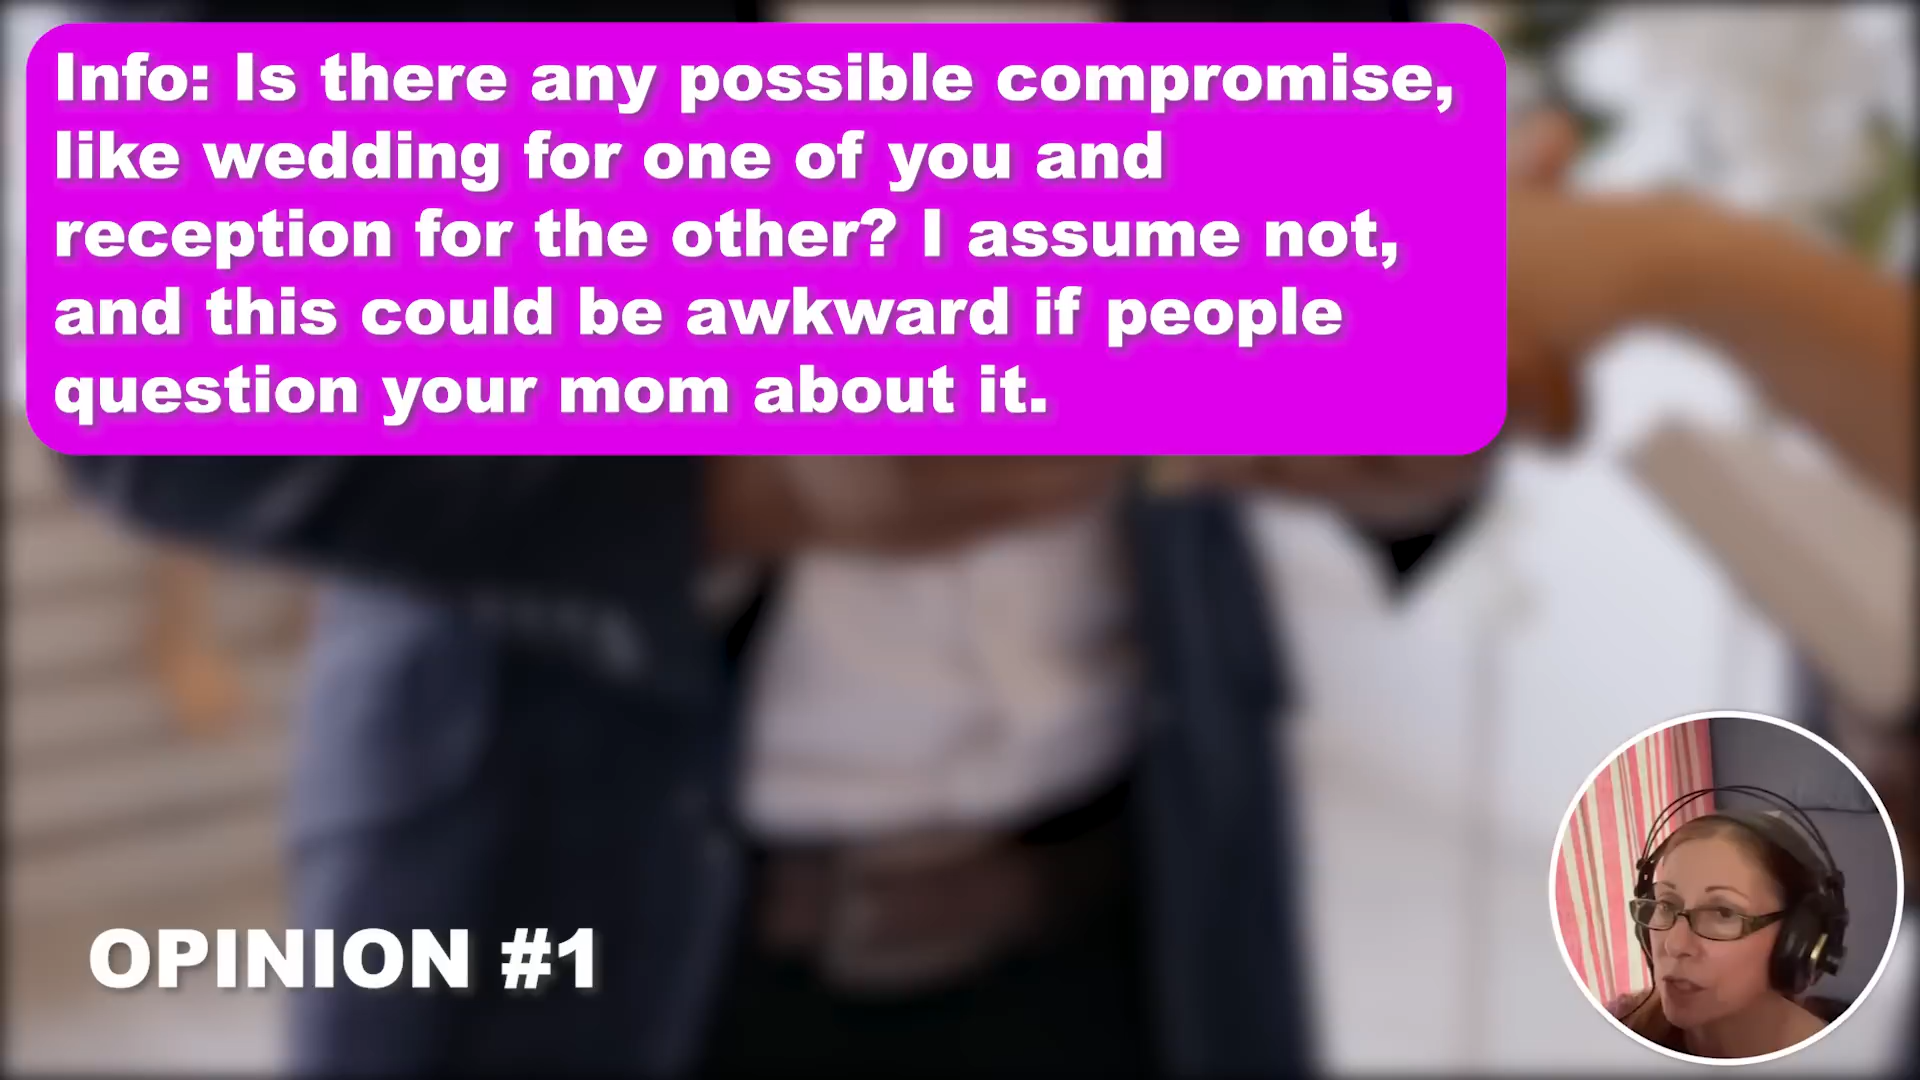 Info: Is there any possible compromise,
like wedding for one of you and
reception for the other? I assume not,
and this could be awkward if people
question your mom about it.
OPINION #1